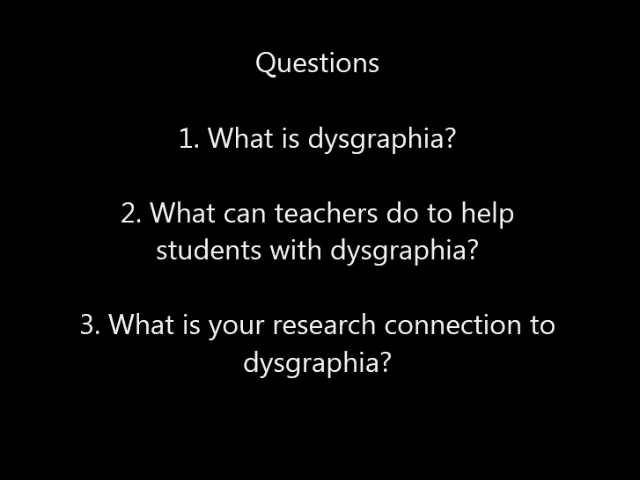 Questions
1. What is dysgraphia?
2. What can teachers do to help
students with dysgraphia?
3. What is your research connection to
dysgraphia?